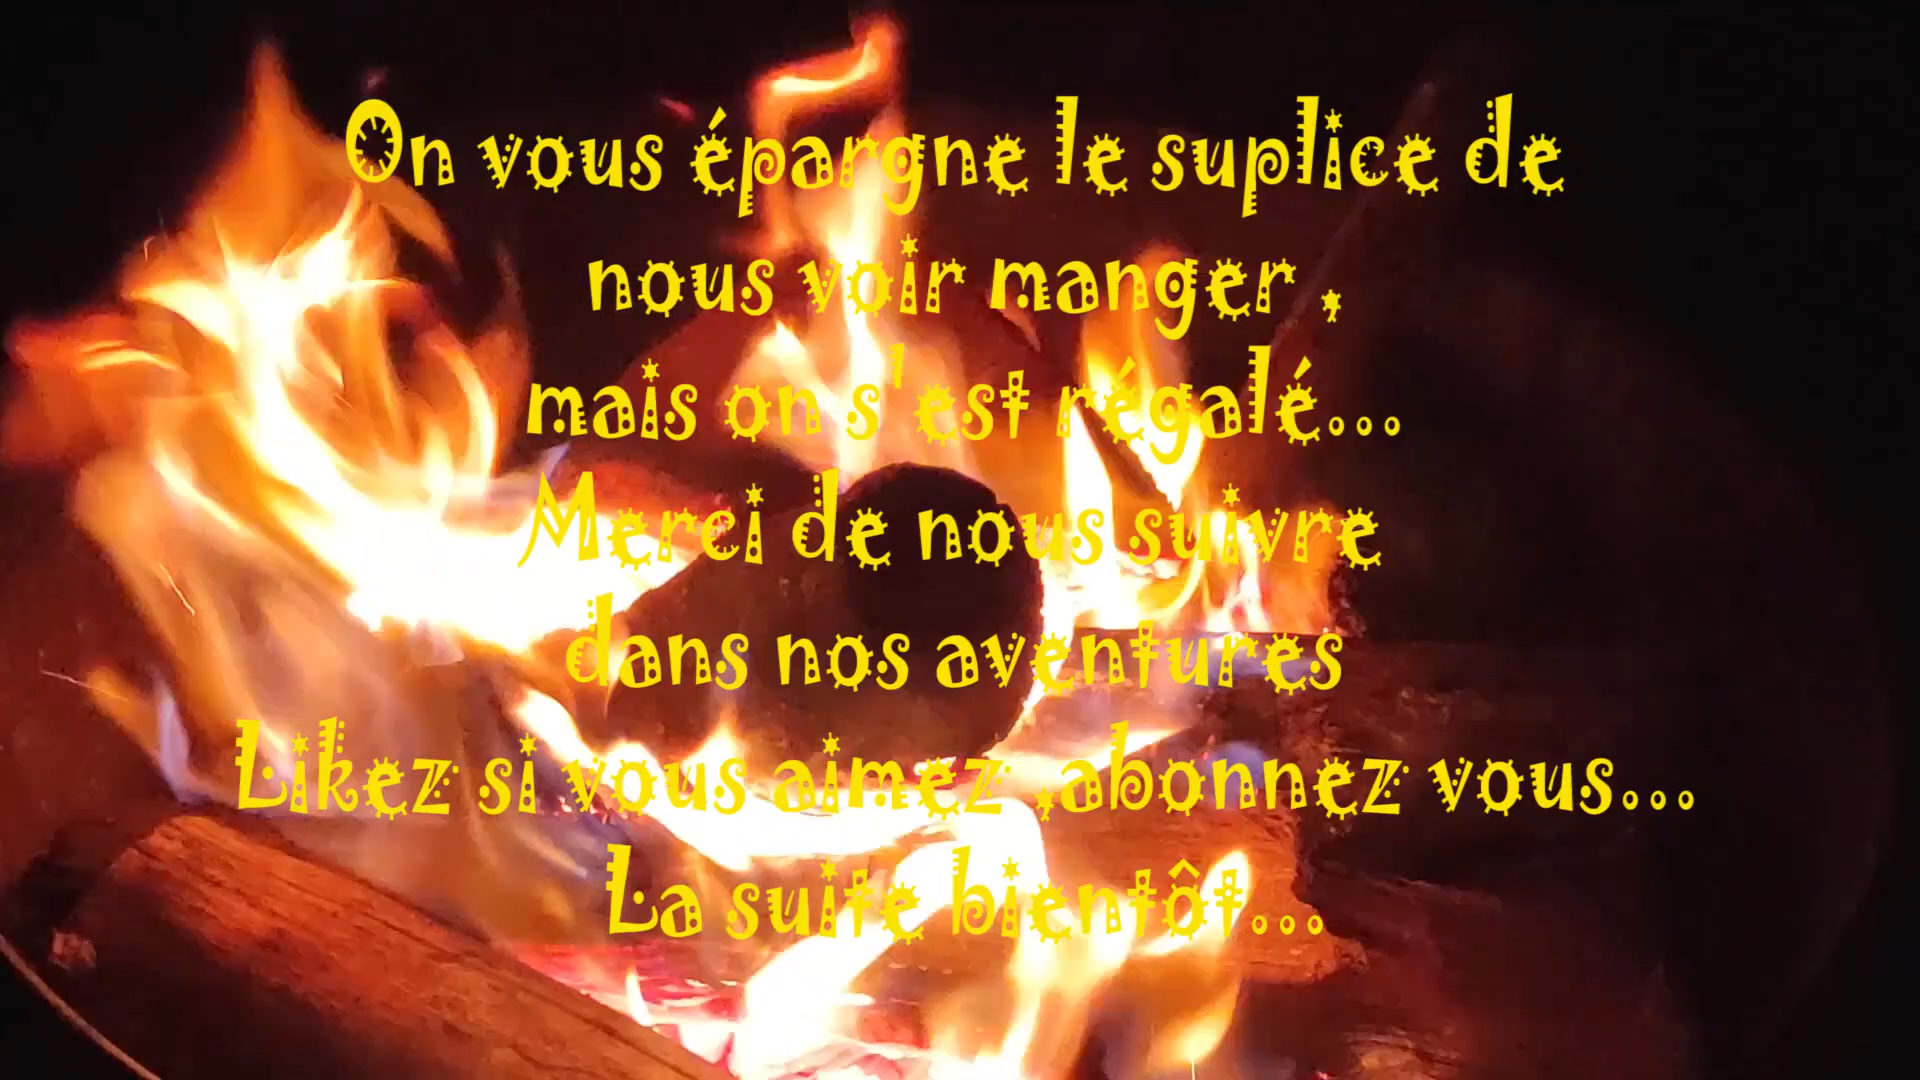 On vous épargne le suplice de
nous voir manger ,
mais on s'est régalé...
Merci de nous suivre
dans nos aventures
Likez si vous aimez ,abonnez vous...
La suite bientôt...